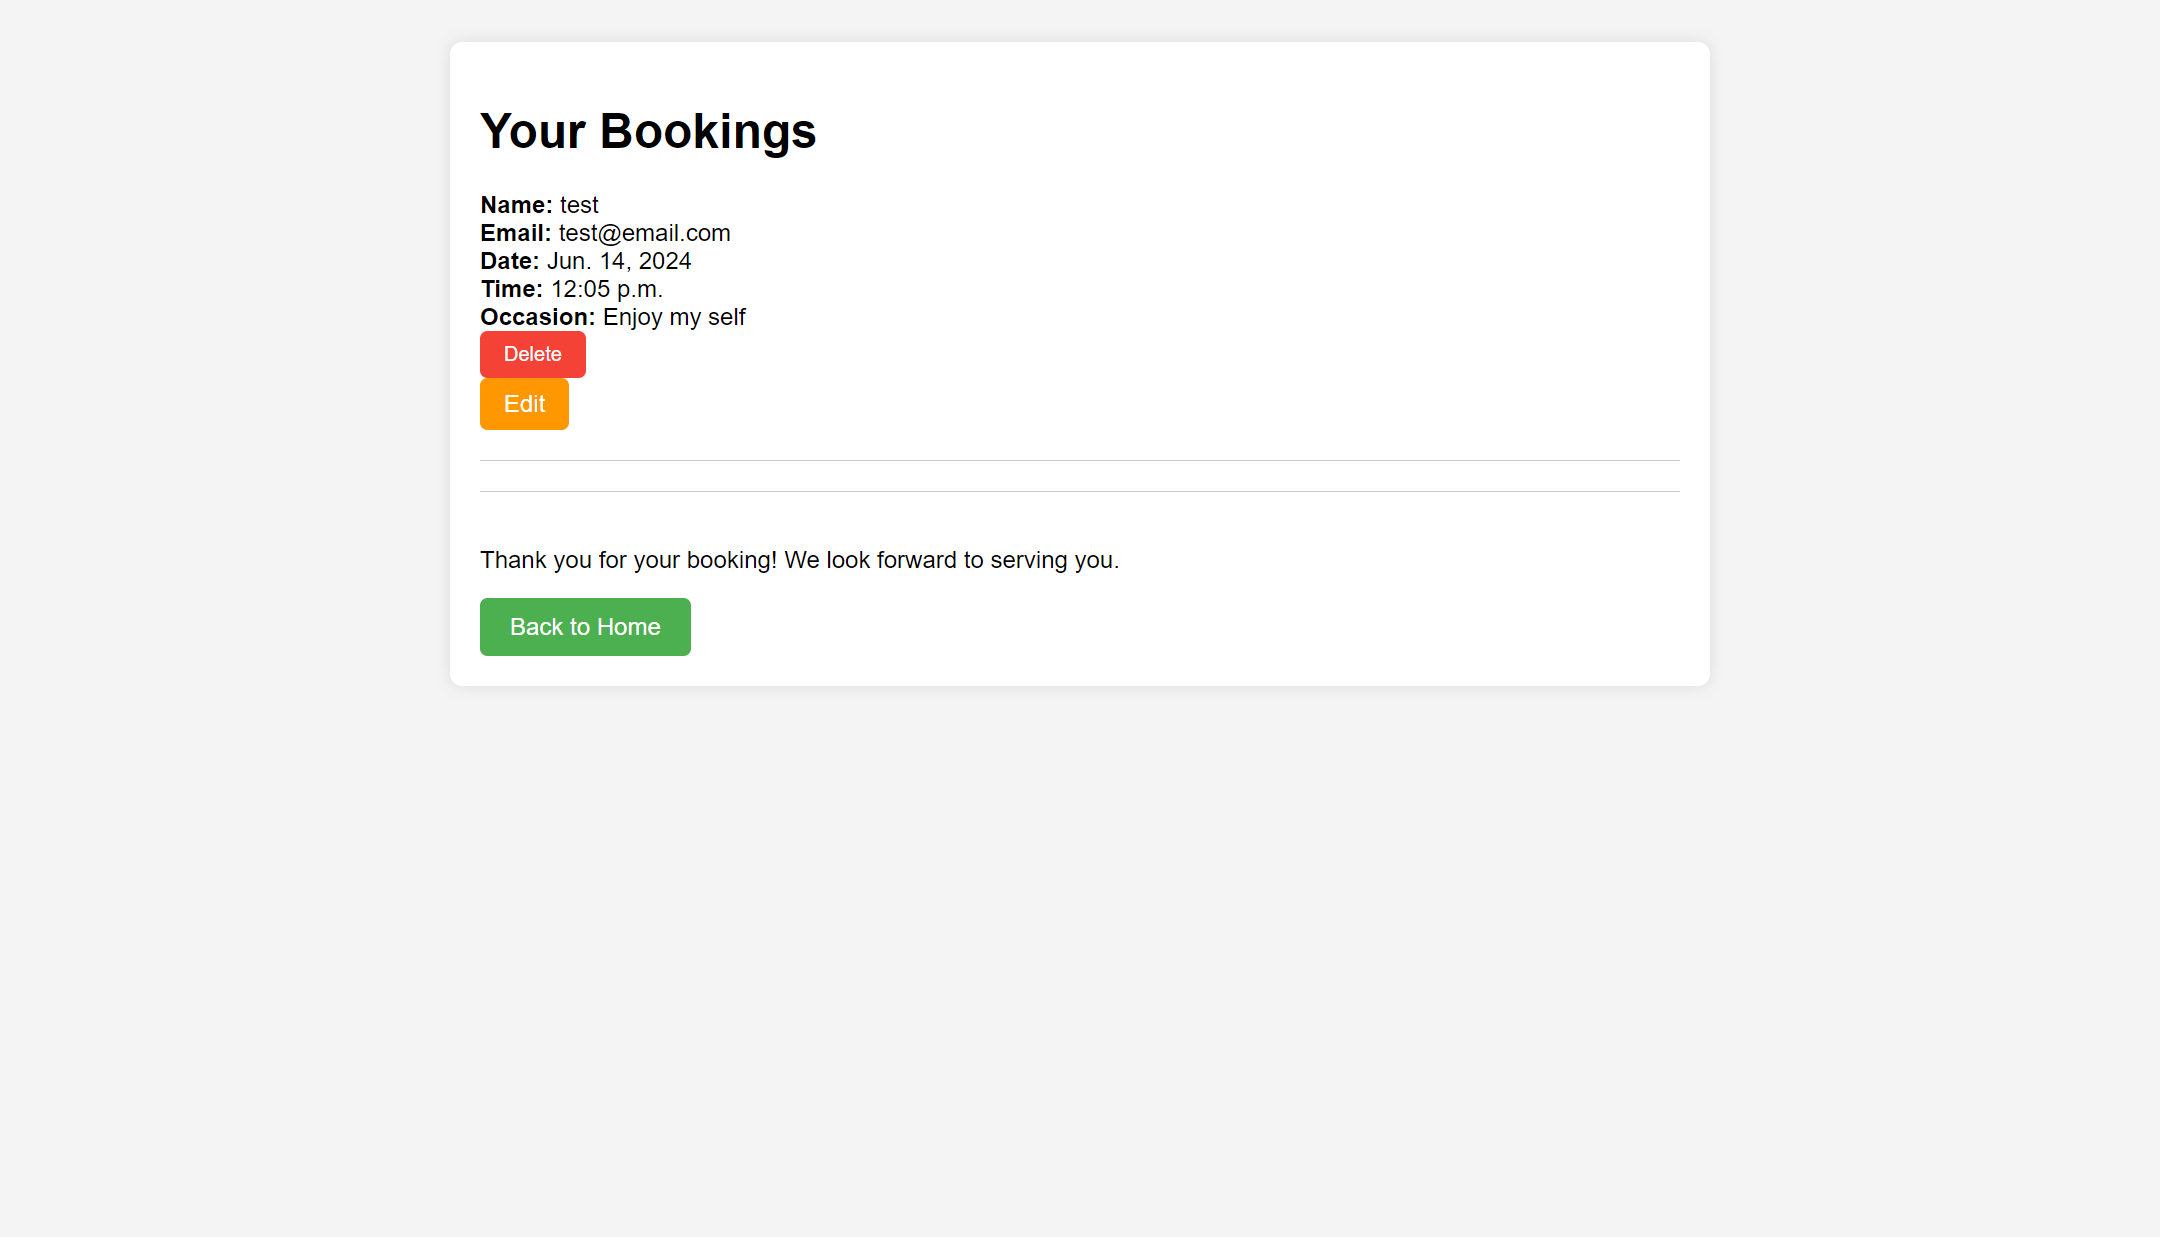 Your Bookings
Name: test
Email: test@email.com
Date: Jun. 14, 2024
Time: 12:05 p.m.
Occasion: Enjoy my self
Delete
Edit
Thank you for your booking! We look forward to serving you.
Back to Home